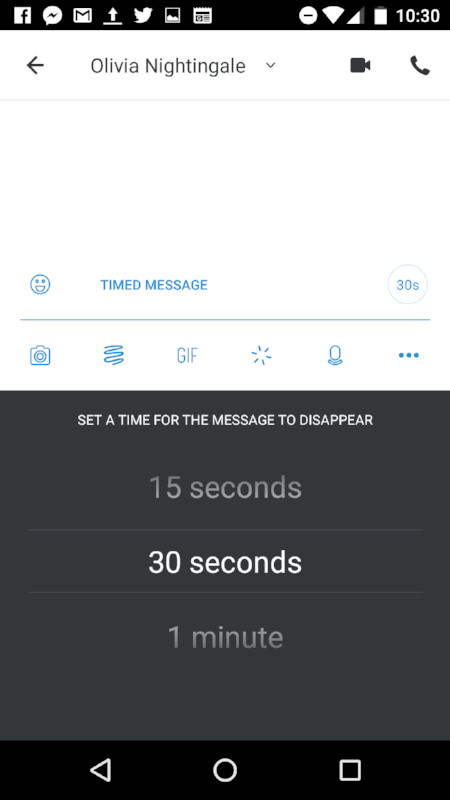 10:30
Olivia Nightingale
TIMED MESSAGE
30s
GIF
SET A TIME FOR THE MESSAGE TO DISAPPEAR
15 seconds
30 seconds
1 minute